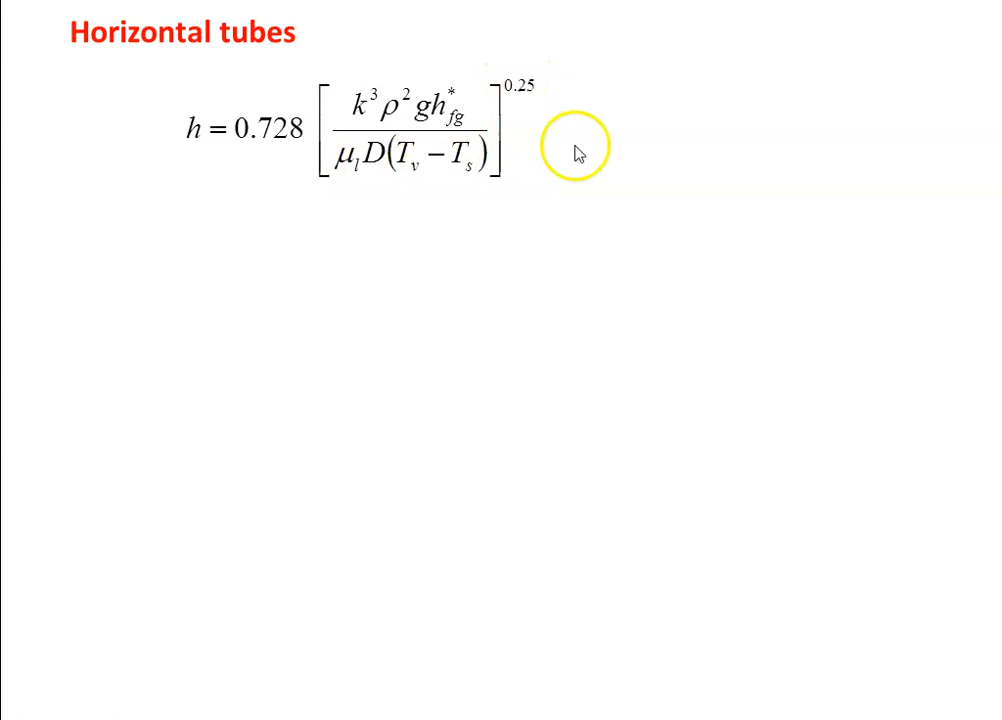 Horizontal tubes
h = 0.728 [ k³ρ²gh*fg / μₗD(Tᵥ − Tₛ) ]^0.25